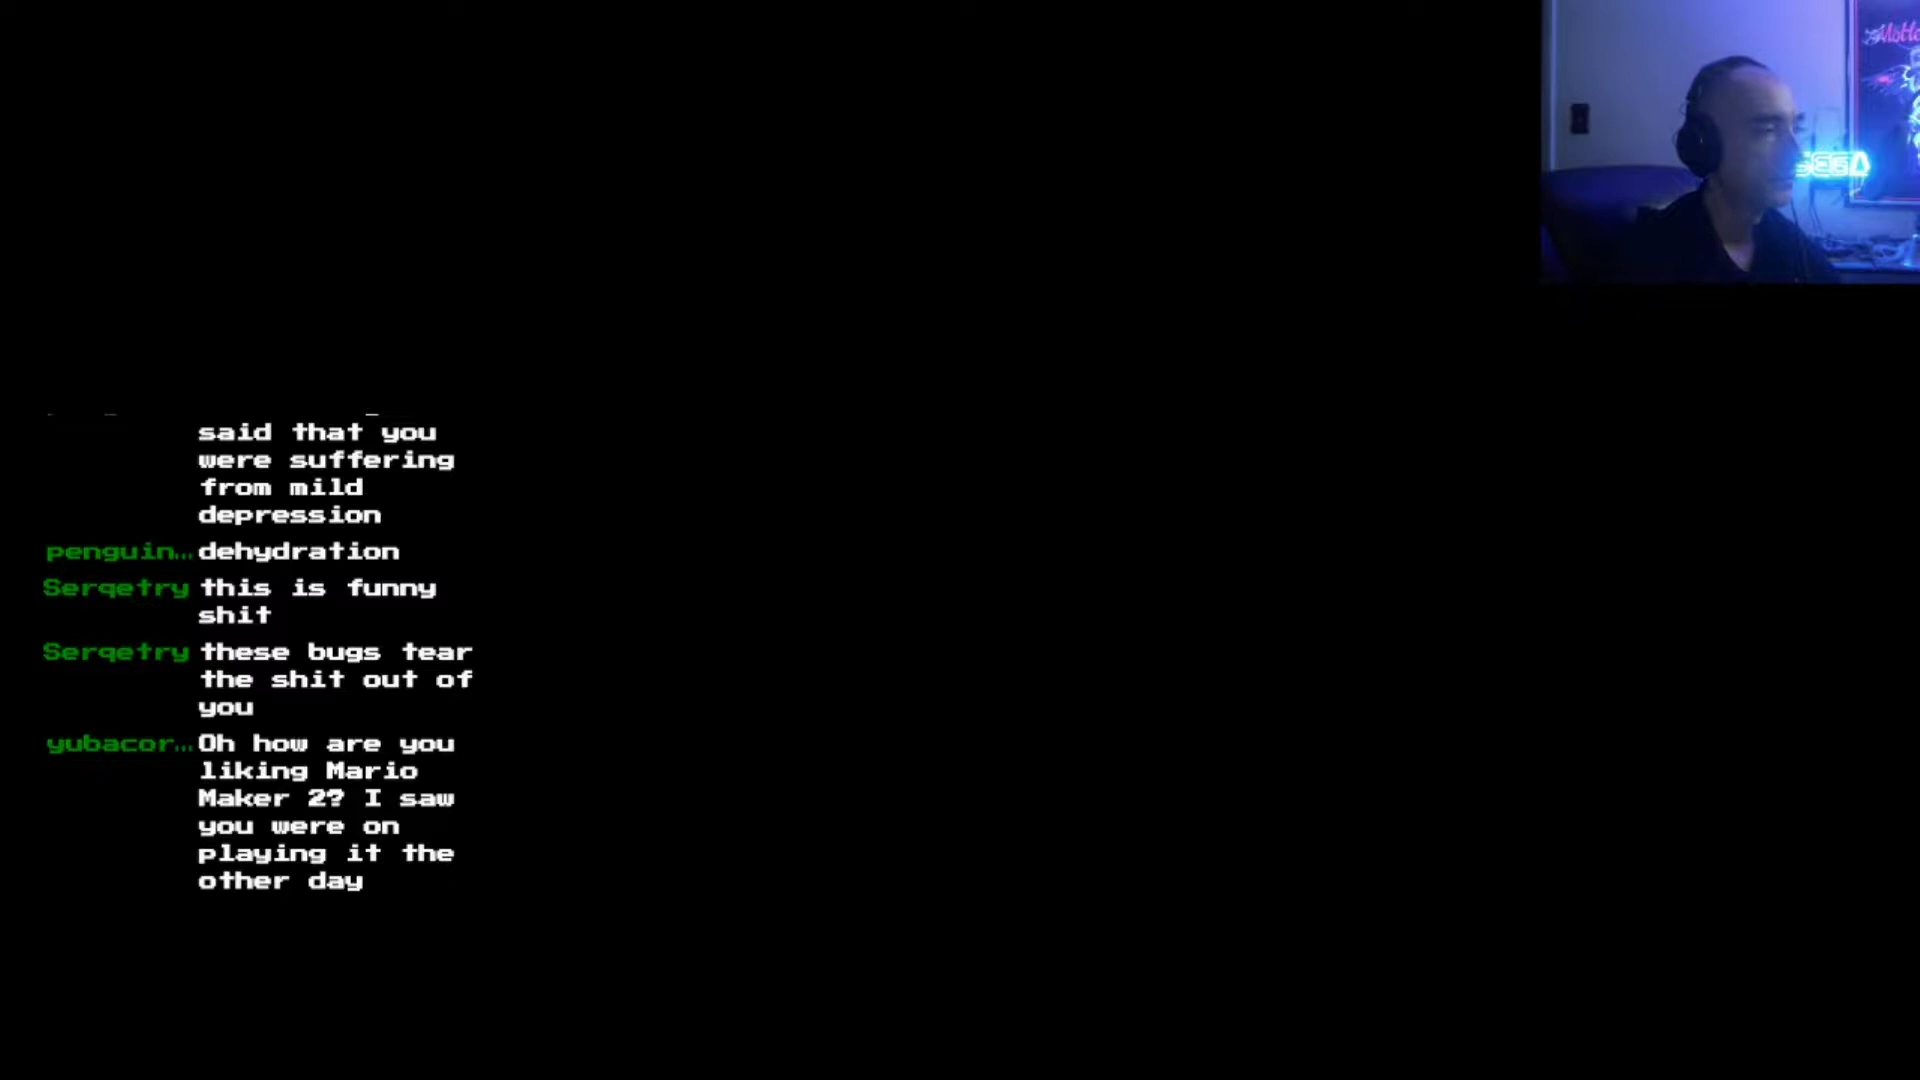 said that you
were suffering
from mild
depression
penguin... dehydration
Serqetry this is funny
shit
Serqetry these bugs tear
the shit out of
you
yubacor... Oh how are you
liking Mario
Maker 2? I saw
you were on
playing it the
other day
SEGA